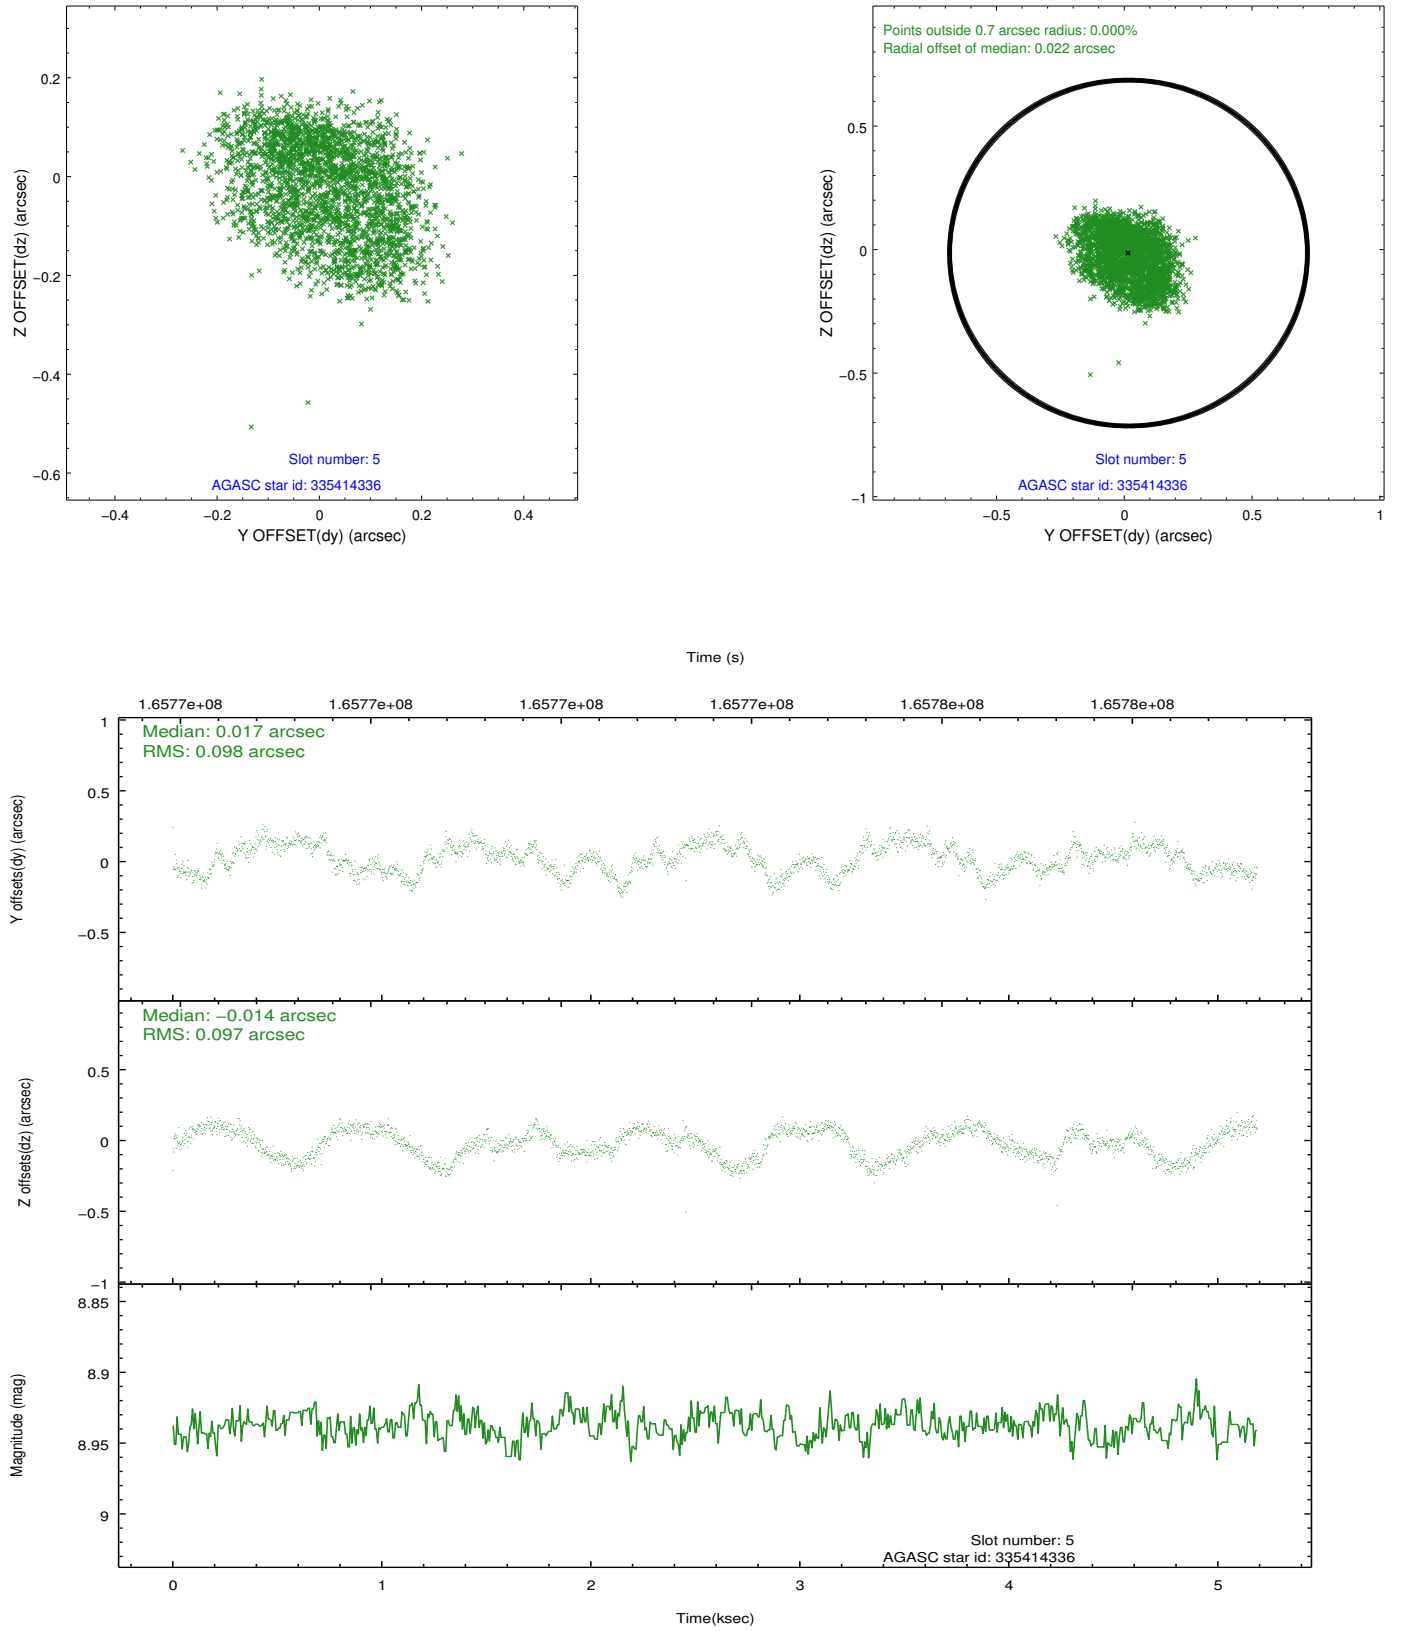 0.2
0
−0.2
−0.4
−0.6
Z OFFSET(dz) (arcsec)
Slot number: 5
AGASC star id: 335414336
−0.4
−0.2
0
0.2
0.4
Y OFFSET(dy) (arcsec)
Points outside 0.7 arcsec radius: 0.000%
Radial offset of median: 0.022 arcsec
0.5
0
−0.5
−1
Z OFFSET(dz) (arcsec)
Slot number: 5
AGASC star id: 335414336
−0.5
0
0.5
1
Y OFFSET(dy) (arcsec)
Time (s)
1.6577e+08
1.6577e+08
1.6577e+08
1.6577e+08
1.6578e+08
1.6578e+08
Median: 0.017 arcsec
RMS: 0.098 arcsec
1
0.5
0
−0.5
Y offsets(dy) (arcsec)
Median: −0.014 arcsec
RMS: 0.097 arcsec
0.5
0
−0.5
−1
Z offsets(dz) (arcsec)
8.85
8.9
8.95
9
Magnitude (mag)
Slot number: 5
AGASC star id: 335414336
0
1
2
3
4
5
Time(ksec)